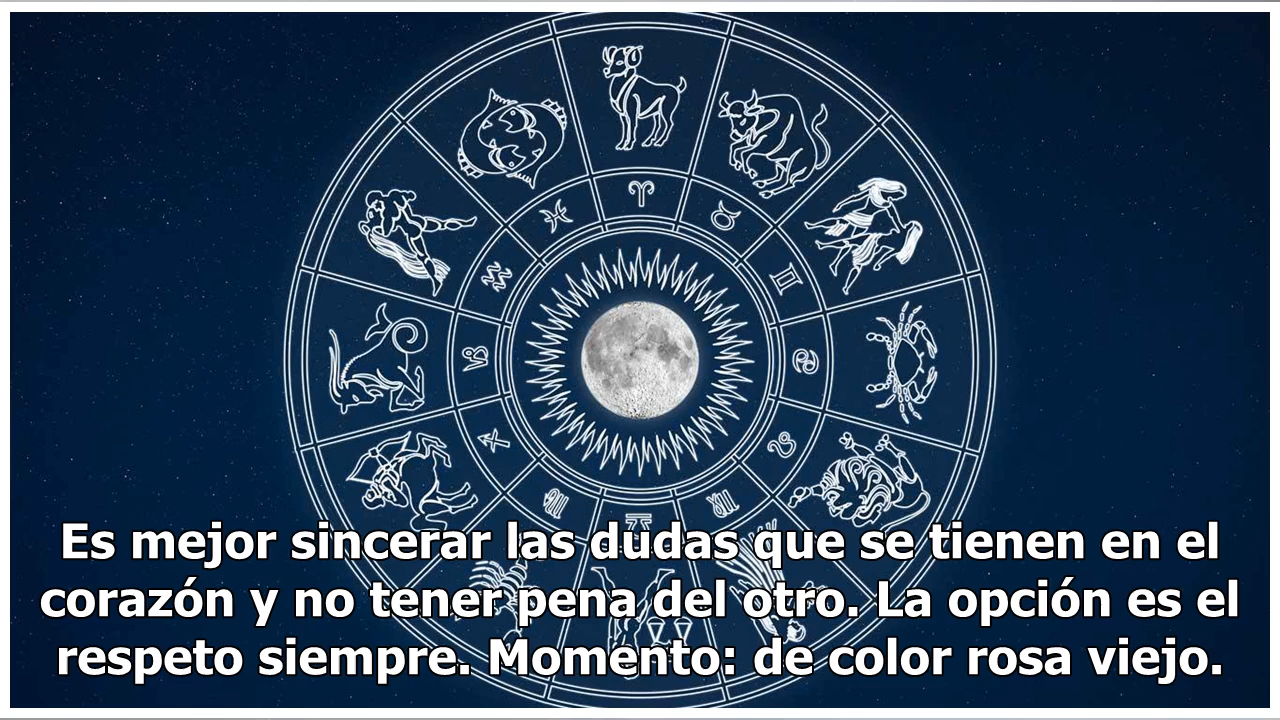 Es mejor sincerar las dudas que se tienen en el
corazón y no tener pena del otro. La opción es el
respeto siempre. Momento: de color rosa viejo.